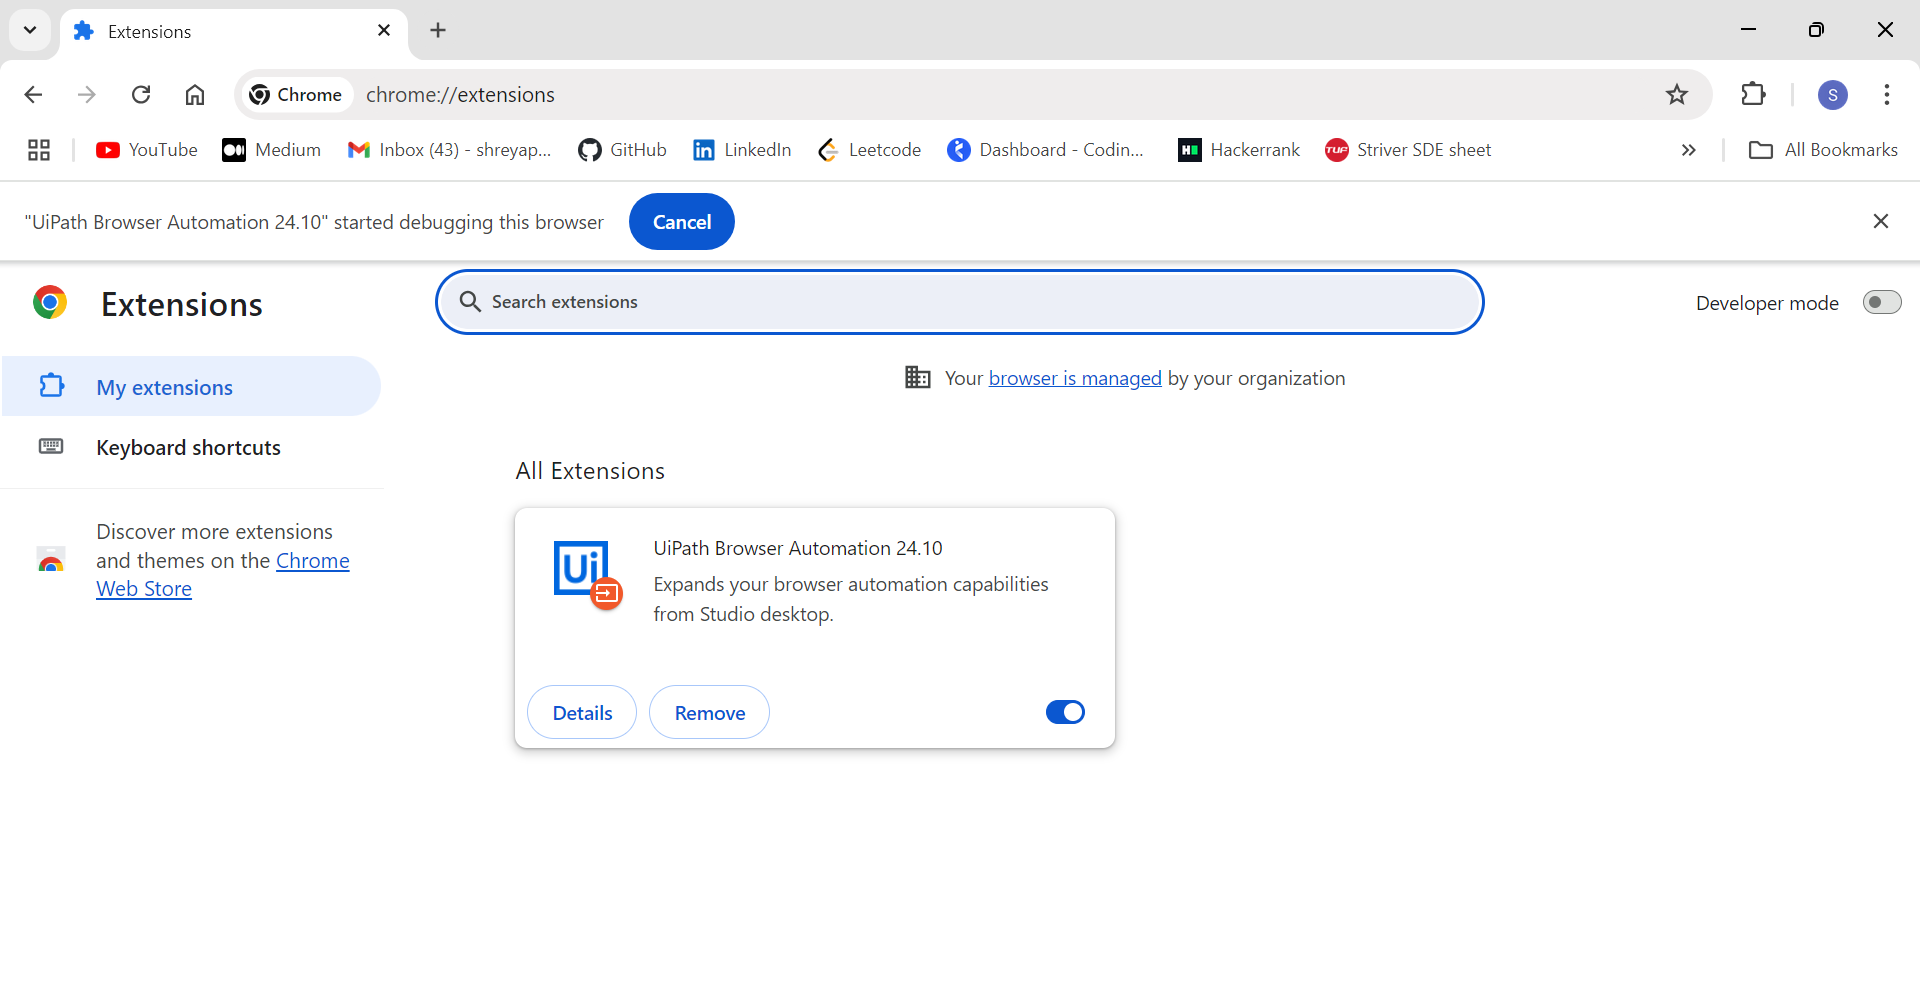 Extensions
Chrome
chrome://extensions
S
YouTube
Medium
Inbox (43) - shreyap...
GitHub
LinkedIn
Leetcode
Dashboard - Codin...
Hackerrank
TUF
Striver SDE sheet
All Bookmarks
"UiPath Browser Automation 24.10" started debugging this browser
Cancel
Extensions
Search extensions
Developer mode
My extensions
Your browser is managed by your organization
Keyboard shortcuts
All Extensions
Discover more extensions
and themes on the Chrome
Web Store
Ui
UiPath Browser Automation 24.10
Expands your browser automation capabilities
from Studio desktop.
Details
Remove